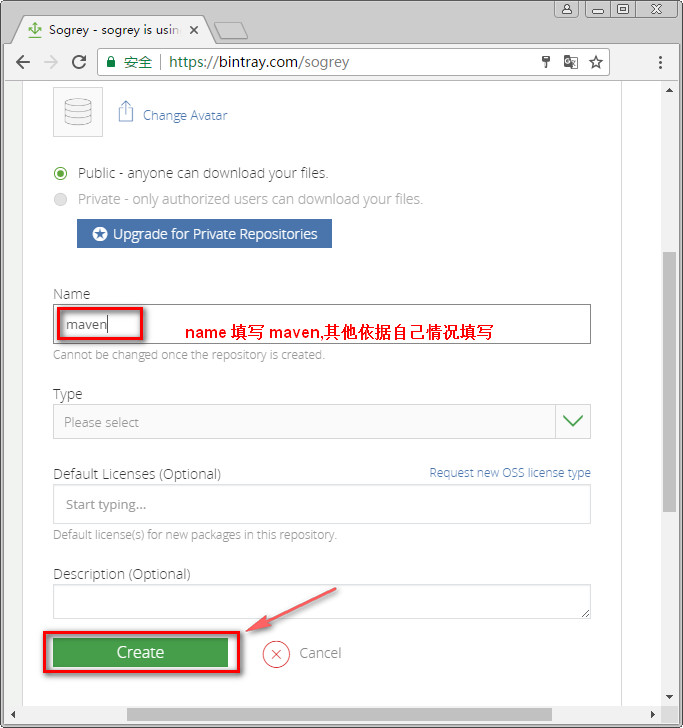 Sogrey - sogrey is usin
安全 https://bintray.com/sogrey
Change Avatar
Public - anyone can download your files.
Private - only authorized users can download your files.
Upgrade for Private Repositories
Name
maven
name 填写 maven,其他依据自己情况填写
Cannot be changed once the repository is created.
Type
Please select
Default Licenses (Optional)
Request new OSS license type
Start typing...
Default license(s) for new packages in this repository.
Description (Optional)
Create
Cancel